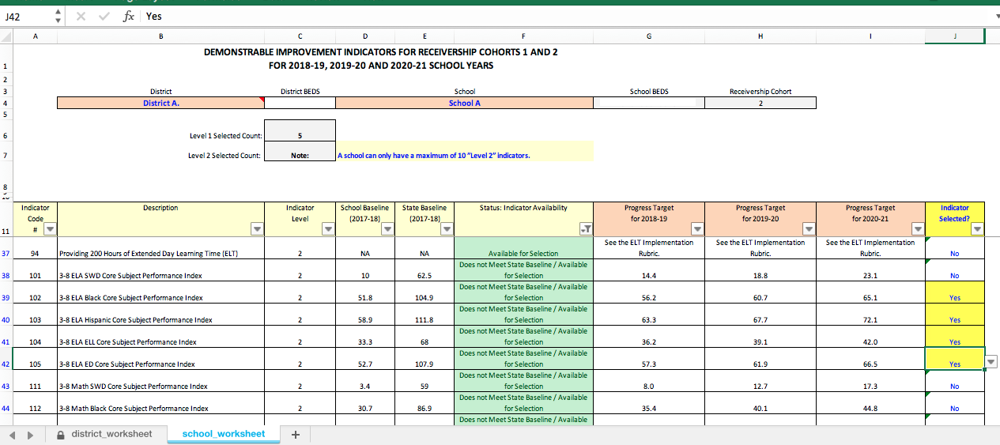 J42 fx Yes
A B C D E F G H I J
DEMONSTRABLE IMPROVEMENT INDICATORS FOR RECEIVERSHIP COHORTS 1 AND 2
1 FOR 2018-19, 2019-20 AND 2020-21 SCHOOL YEARS
2
3 District District BEDS School School BEDS Receivership Cohort
4 District A. School A 2
5
6 Level 1 Selected Count: 5
7 Level 2 Selected Count: Note: A school can only have a maximum of 10 "Level 2" indicators.
8
Indicator Description Indicator School Baseline State Baseline Status: Indicator Availability Progress Target Progress Target Progress Target Indicator
Code Level (2017-18) (2017-18) for 2018-19 for 2019-20 for 2020-21 Selected?
11 #
See the ELT Implementation See the ELT Implementation See the ELT Implementation
37 94 Providing 200 Hours of Extended Day Learning Time (ELT) 2 NA NA Available for Selection Rubric. Rubric. Rubric. No
Does not Meet State Baseline / Available
38 101 3-8 ELA SWD Core Subject Performance Index 2 10 62.5 for Selection 14.4 18.8 23.1 No
Does not Meet State Baseline / Available
39 102 3-8 ELA Black Core Subject Performance Index 2 51.8 104.9 for Selection 56.2 60.7 65.1 Yes
Does not Meet State Baseline / Available
40 103 3-8 ELA Hispanic Core Subject Performance Index 2 58.9 111.8 for Selection 63.3 67.7 72.1 Yes
Does not Meet State Baseline / Available
41 104 3-8 ELA ELL Core Subject Performance Index 2 33.3 68 for Selection 36.2 39.1 42.0 Yes
Does not Meet State Baseline / Available
42 105 3-8 ELA ED Core Subject Performance Index 2 52.7 107.9 for Selection 57.3 61.9 66.5 Yes
Does not Meet State Baseline / Available
43 111 3-8 Math SWD Core Subject Performance Index 2 3.4 59 for Selection 8.0 12.7 17.3 No
Does not Meet State Baseline / Available
44 112 3-8 Math Black Core Subject Performance Index 2 30.7 86.9 for Selection 35.4 40.1 44.8 No
Does not Meet State Baseline / Available
district_worksheet school_worksheet +